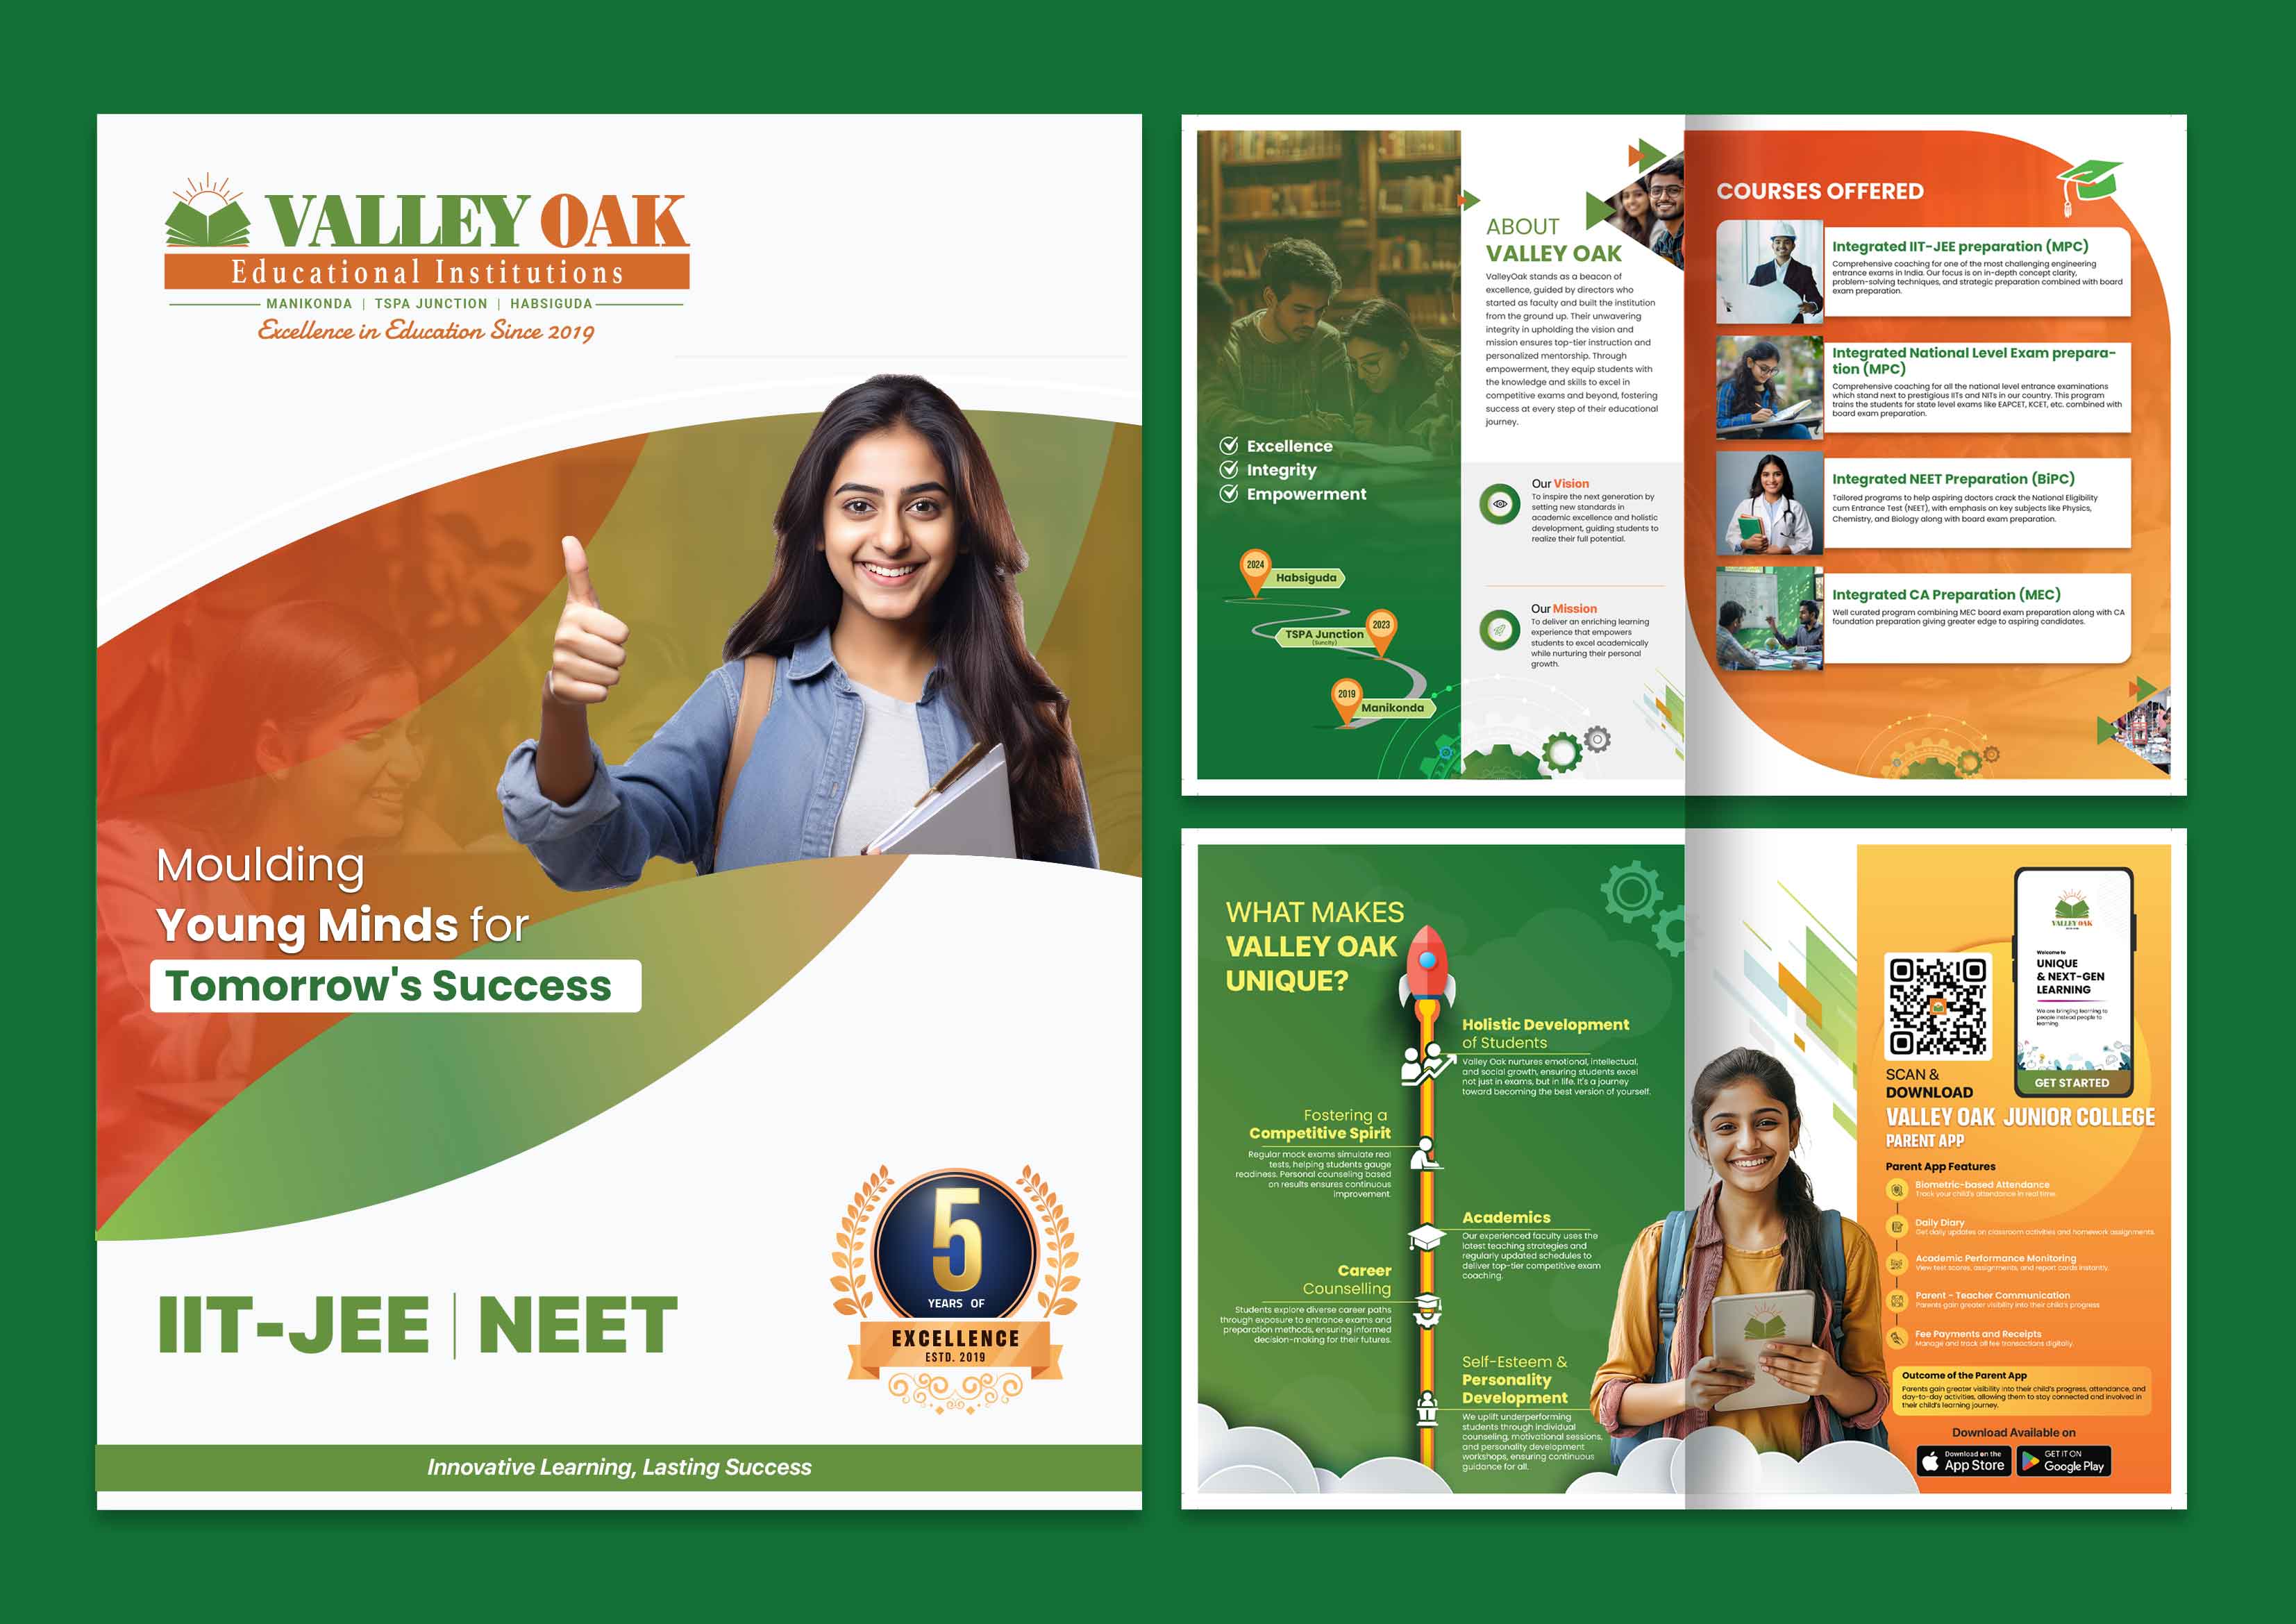 VALLEY OAK
Educational Institutions
MANIKONDA | TSPA JUNCTION | HABSIGUDA
Excellence in Education Since 2019
Moulding
Young Minds for
Tomorrow's Success
IIT-JEE | NEET
5
YEARS OF
EXCELLENCE
ESTD. 2019
Innovative Learning, Lasting Success
Excellence
Integrity
Empowerment
2024
Habsiguda
2023
TSPA Junction
(Suncity)
2019
Manikonda
ABOUT
VALLEY OAK
ValleyOak stands as a beacon of
excellence, guided by directors who
started as faculty and built the institution
from the ground up. Their unwavering
integrity in upholding the vision and
mission ensures top-tier instruction and
personalized mentorship. Through
empowerment, they equip students with
the knowledge and skills to excel in
competitive exams and beyond, fostering
success at every step of their educational
journey.
Our Vision
To inspire the next generation by
setting new standards in
academic excellence and holistic
development, guiding students to
realize their full potential.
Our Mission
To deliver an enriching learning
experience that empowers
students to excel academically
while nurturing their personal
growth.
COURSES OFFERED
Integrated IIT-JEE preparation (MPC)
Comprehensive coaching for one of the most challenging engineering
entrance exams in India. Our focus is on in-depth concept clarity,
problem-solving techniques, and strategic preparation combined with board
exam preparation.
Integrated National Level Exam prepara-
tion (MPC)
Comprehensive coaching for all the national level entrance examinations
which stand next to prestigious IITs and NITs in our country. This program
trains the students for state level exams like EAPCET, KCET, etc. combined with
board exam preparation.
Integrated NEET Preparation (BiPC)
Tailored programs to help aspiring doctors crack the National Eligibility
cum Entrance Test (NEET), with emphasis on key subjects like Physics,
Chemistry, and Biology along with board exam preparation.
Integrated CA Preparation (MEC)
Well curated program combining MEC board exam preparation along with CA
foundation preparation giving greater edge to aspiring candidates.
WHAT MAKES
VALLEY OAK
UNIQUE?
Holistic Development
of Students
Valley Oak nurtures emotional, intellectual,
and social growth, ensuring students excel
not just in exams, but in life. It's a journey
toward becoming the best version of yourself.
Fostering a
Competitive Spirit
Regular mock exams simulate real
tests, helping students gauge
readiness. Personal counseling based
on results ensures continuous
improvement.
Academics
Our experienced faculty uses the
latest teaching strategies and
regularly updated schedules to
deliver top-tier competitive exam
coaching.
Career
Counselling
Students explore diverse career paths
through exposure to entrance exams and
preparation methods, ensuring informed
decision-making for their futures.
Self-Esteem &
Personality
Development
We uplift underperforming
students through individual
counseling, motivational sessions,
and personality development
workshops, ensuring continuous
guidance for all.
VALLEY OAK
Welcome to
UNIQUE
& NEXT-GEN
LEARNING
We are bringing learning to
people instead people to
learning
GET STARTED
SCAN &
DOWNLOAD
VALLEY OAK JUNIOR COLLEGE
PARENT APP
Parent App Features
Biometric-based Attendance
Track your child's attendance in real time.
Daily Diary
Get daily updates on classroom activities and homework assignments.
Academic Performance Monitoring
View test scores, assignments, and report cards instantly.
Parent - Teacher Communication
Parents gain greater visibility into their child's progress
Fee Payments and Receipts
Manage and track all fee transactions digitally.
Outcome of the Parent App
Parents gain greater visibility into their child's progress, attendance, and
day-to-day activities, allowing them to stay connected and involved in
their child's learning journey.
Download Available on
Download on the
App Store
GET IT ON
Google Play